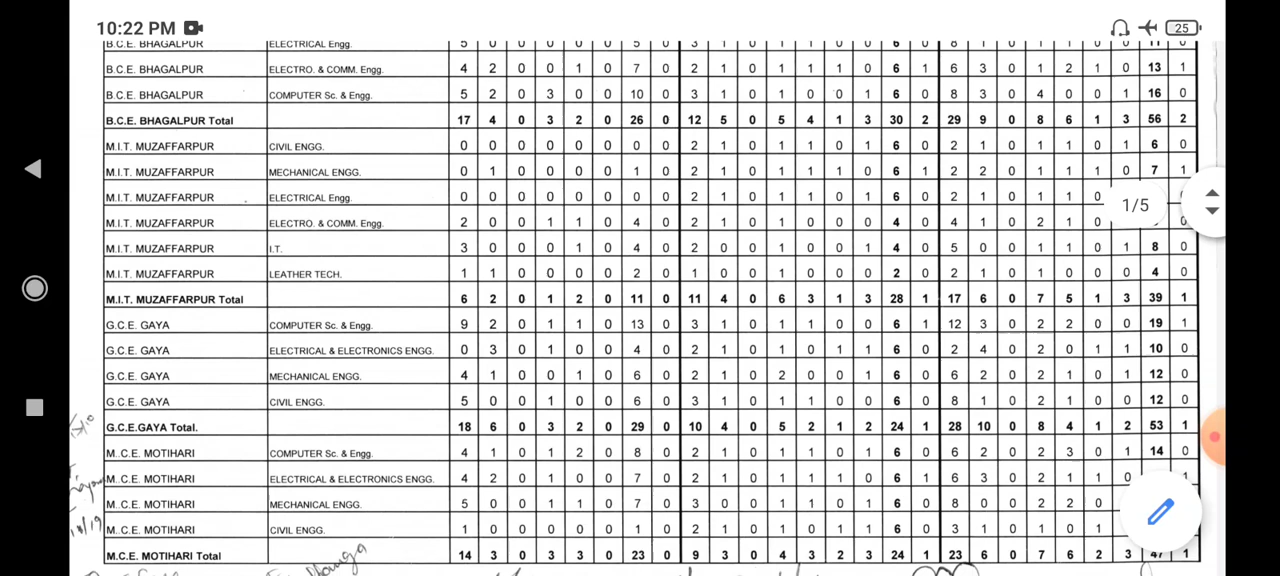 10:22 PM 25
B.C.E. BHAGALPUR ELECTRICAL Engg. 5 0 0 0 0 0 5 0 3 1 0 1 1 0 0 6 0 8 1 0 1 1 0 0 11 0
B.C.E. BHAGALPUR ELECTRO. & COMM. Engg. 4 2 0 0 1 0 7 0 2 1 0 1 1 1 0 6 1 6 3 0 1 2 1 0 13 1
B.C.E. BHAGALPUR COMPUTER Sc. & Engg. 5 2 0 3 0 0 10 0 3 1 0 1 0 0 1 6 0 8 3 0 4 0 0 1 16 0
B.C.E. BHAGALPUR Total 17 4 0 3 2 0 26 0 12 5 0 5 4 1 3 30 2 29 9 0 8 6 1 3 56 2
M.I.T. MUZAFFARPUR CIVIL ENGG. 0 0 0 0 0 0 0 0 2 1 0 1 1 0 1 6 0 2 1 0 1 1 0 1 6 0
M.I.T. MUZAFFARPUR MECHANICAL ENGG. 0 1 0 0 0 0 1 0 2 1 0 1 1 1 0 6 1 2 2 0 1 1 1 0 7 1
M.I.T. MUZAFFARPUR ELECTRICAL Engg. 0 0 0 0 0 0 0 0 2 1 0 1 1 0 1 6 0 2 1 0 1 1 0
M.I.T. MUZAFFARPUR ELECTRO. & COMM. Engg. 2 0 0 1 1 0 4 0 2 1 0 1 0 0 0 4 0 4 1 0 2 1 0
1/5
M.I.T. MUZAFFARPUR I.T. 3 0 0 0 1 0 4 0 2 0 0 1 0 0 1 4 0 5 0 0 1 1 0 1 8 0
M.I.T. MUZAFFARPUR LEATHER TECH. 1 1 0 0 0 0 2 0 1 0 0 1 0 0 0 2 0 2 1 0 1 0 0 0 4 0
M.I.T. MUZAFFARPUR Total 6 2 0 1 2 0 11 0 11 4 0 6 3 1 3 28 1 17 6 0 7 5 1 3 39 1
G.C.E. GAYA COMPUTER Sc. & Engg. 9 2 0 1 1 0 13 0 3 1 0 1 1 0 0 6 1 12 3 0 2 2 0 0 19 1
G.C.E. GAYA ELECTRICAL & ELECTRONICS ENGG. 0 3 0 1 0 0 4 0 2 1 0 1 0 1 1 6 0 2 4 0 2 0 1 1 10 0
G.C.E. GAYA MECHANICAL ENGG. 4 1 0 0 1 0 6 0 2 1 0 2 0 0 1 6 0 6 2 0 2 1 0 1 12 0
G.C.E. GAYA CIVIL ENGG. 5 0 0 1 0 0 6 0 3 1 0 1 1 0 0 6 0 8 1 0 2 1 0 0 12 0
G.C.E.GAYA Total. 18 6 0 3 2 0 29 0 10 4 0 5 2 1 2 24 1 28 10 0 8 4 1 2 53 1
M..C.E. MOTIHARI COMPUTER Sc. & Engg. 4 1 0 1 2 0 8 0 2 1 0 1 1 0 1 6 0 6 2 0 2 3 0 1 14 0
M.. C.E. MOTIHARI ELECTRICAL & ELECTRONICS ENGG. 4 2 0 1 0 0 7 0 2 1 0 1 1 1 0 6 1 6 3 0 2 1 1 0
M.. C.E. MOTIHARI MECHANICAL ENGG. 5 0 0 1 1 0 7 0 3 0 0 1 1 0 1 6 0 8 0 0 2 2 0
M.. C.E. MOTIHARI CIVIL ENGG. 1 0 0 0 0 0 1 0 2 1 0 1 0 1 1 6 0 3 1 0 1 0 1 0
M.C.E. MOTIHARI Total 14 3 0 3 3 0 23 0 9 3 0 4 3 2 3 24 1 23 6 0 7 6 2 3 47 1